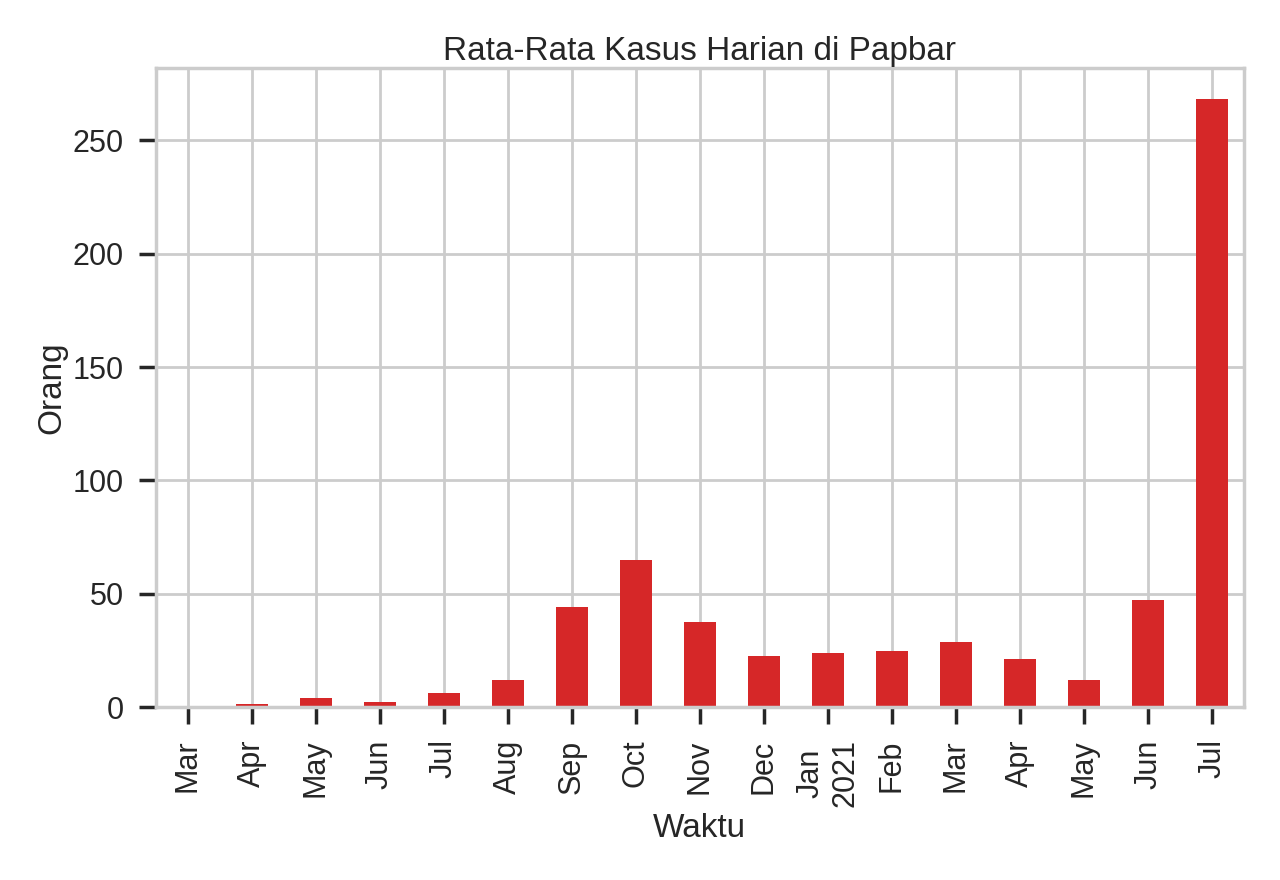 Rata-Rata Kasus Harian di Papbar
250
200
150
100
50
0
Orang
Mar
Apr
May
Jun
Jul
Aug
Sep
Oct
Nov
Dec
Jan
2021
Feb
Mar
Apr
May
Jun
Jul
Waktu